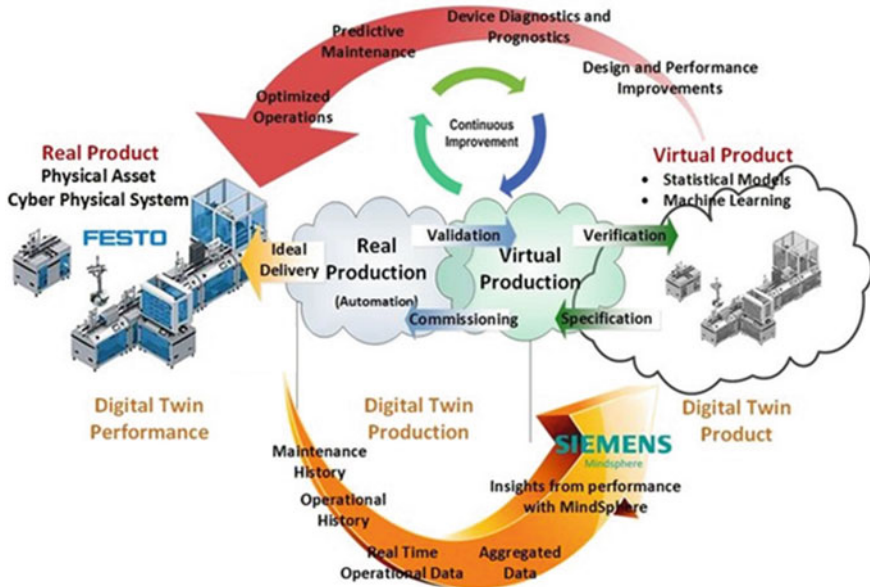 Device Diagnostics and
Prognostics
Predictive
Maintenance
Design and Performance
Improvements
Optimized
Operations
Continuous
Improvement
Real Product
Physical Asset
Cyber Physical System
FESTO
Virtual Product
• Statistical Models
• Machine Learning
Ideal
Delivery
Real
Production
(Automation)
Validation
Commissioning
Virtual
Production
Verification
Specification
Digital Twin
Performance
Digital Twin
Production
Digital Twin
Product
SIEMENS
Mindsphere
Maintenance
History
Operational
History
Real Time
Operational Data
Aggregated
Data
Insights from performance
with MindSphere